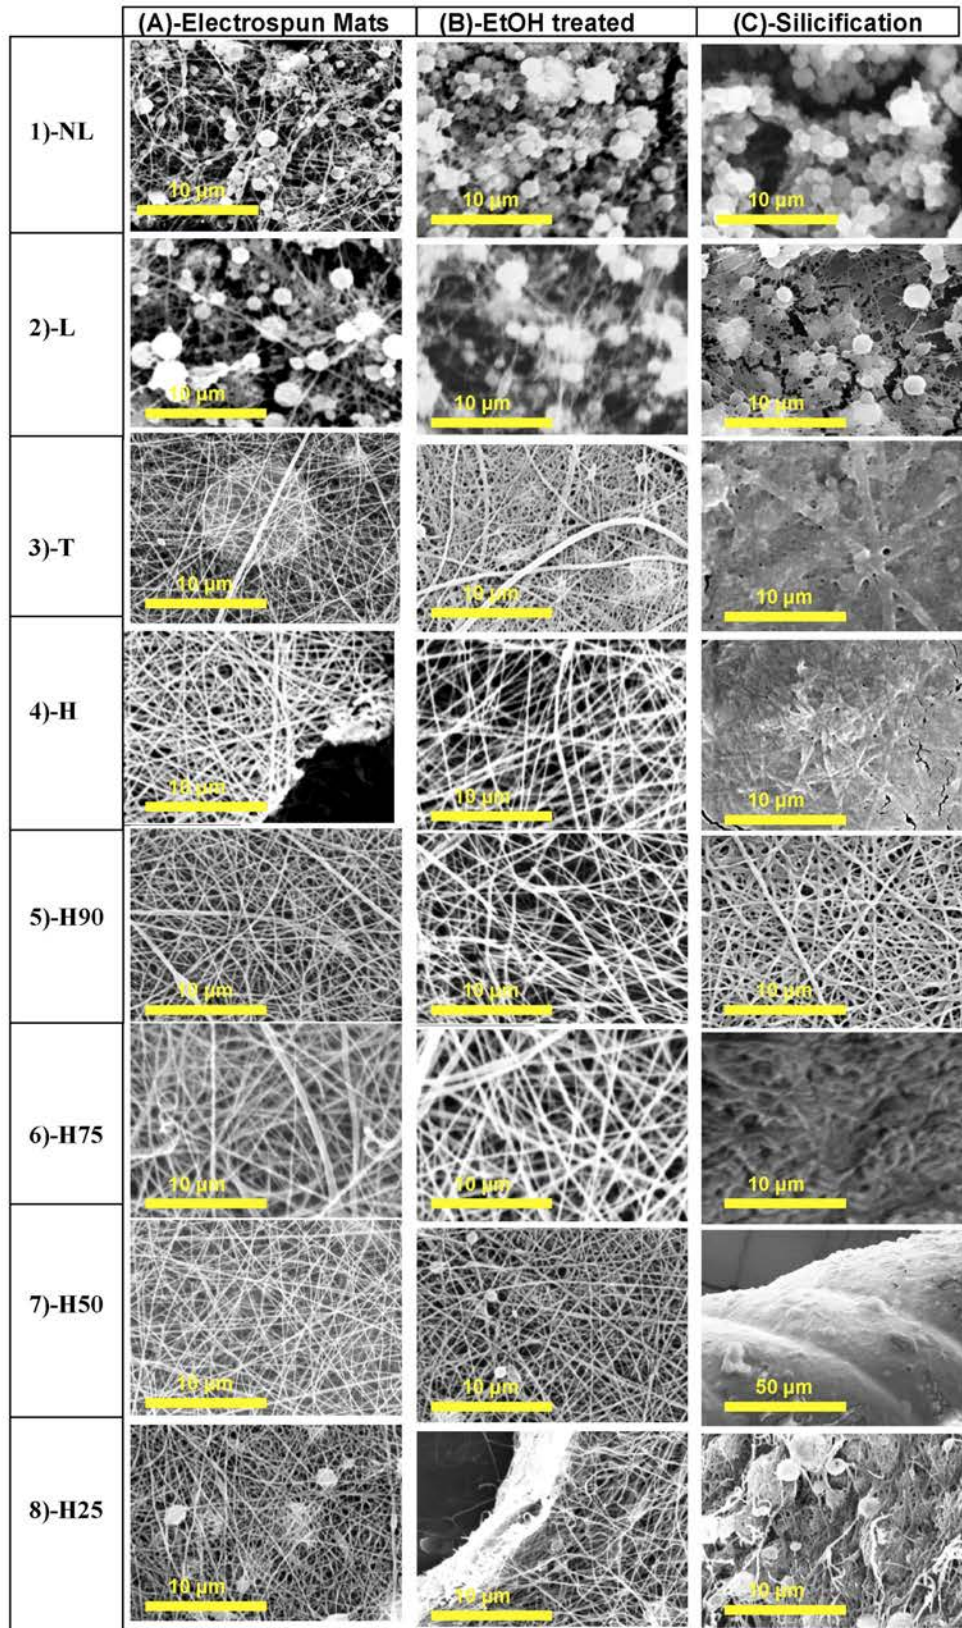 (A)-Electrospun Mats (B)-EtOH treated (C)-Silicification
1)-NL
10 µm 10 µm 10 µm
2)-L
10 µm 10 µm 10 µm
3)-T
10 µm 10 µm 10 µm
4)-H
10 µm 10 µm 10 µm
5)-H90
10 µm 10 µm 10 µm
6)-H75
10 µm 10 µm 10 µm
7)-H50
10 µm 10 µm 50 µm
8)-H25
10 µm 10 µm 10 µm